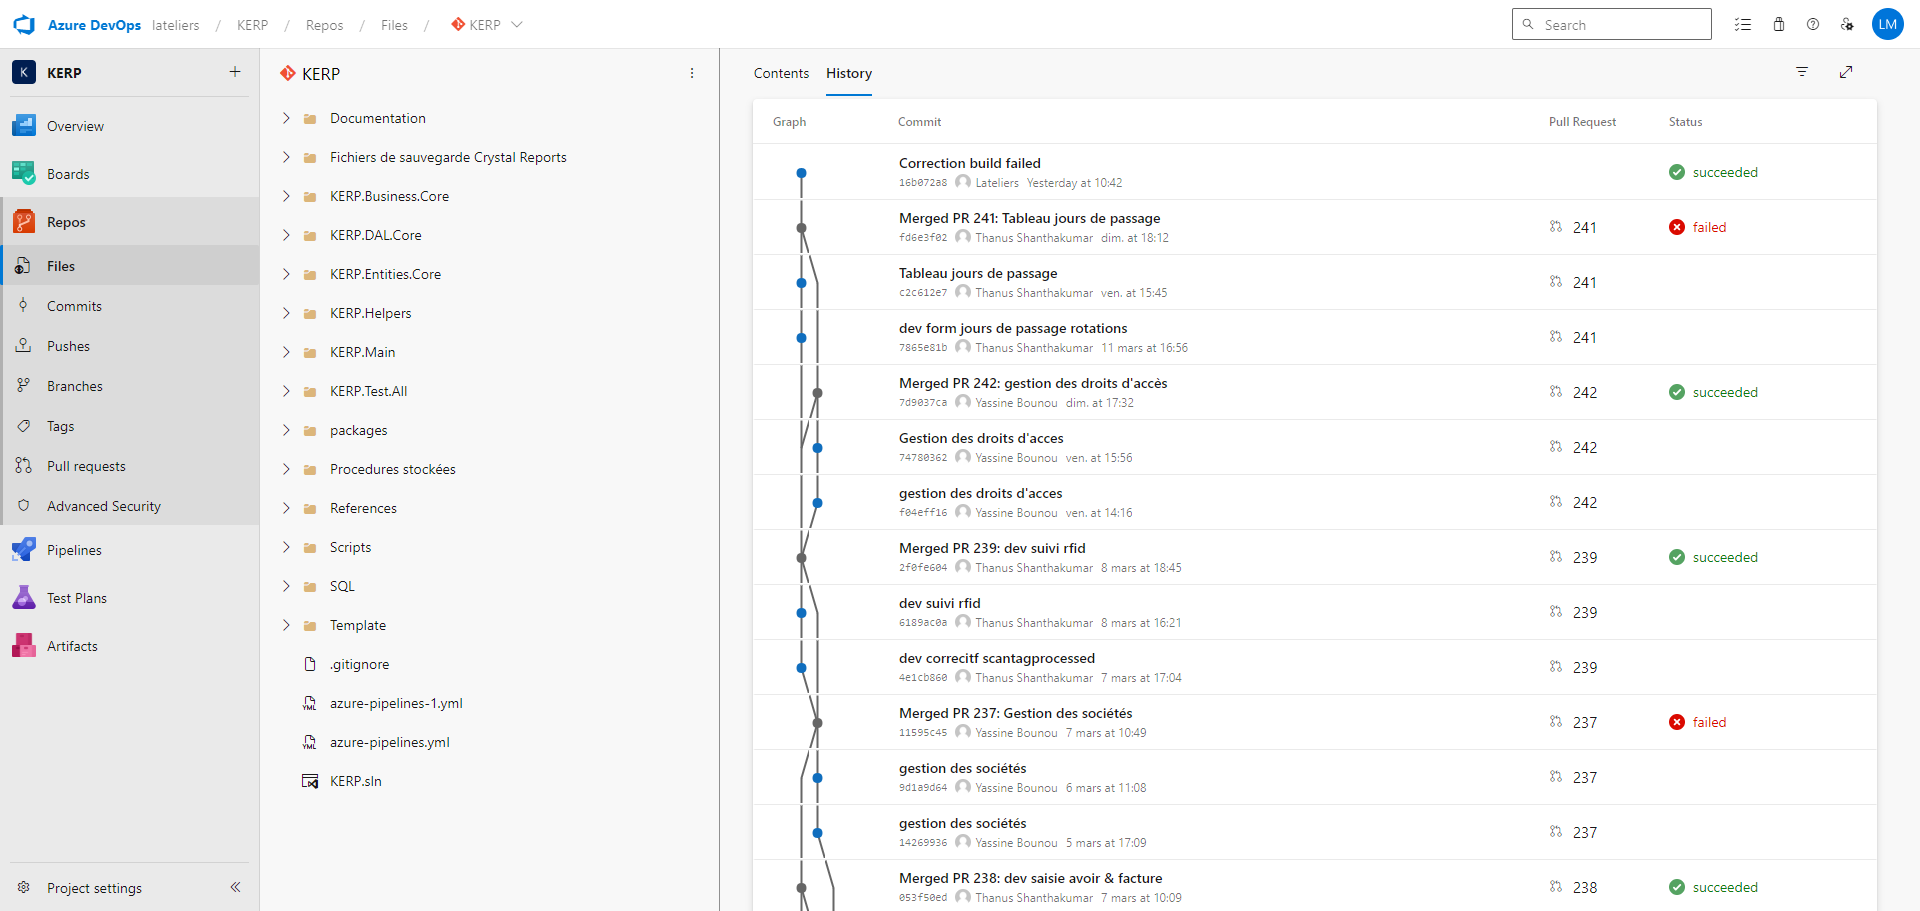 Azure DevOps lateliers / KERP / Repos / Files / KERP
Search
LM
K KERP
Overview
Boards
Repos
Files
Commits
Pushes
Branches
Tags
Pull requests
Advanced Security
Pipelines
Test Plans
Artifacts
Project settings
KERP
Documentation
Fichiers de sauvegarde Crystal Reports
KERP.Business.Core
KERP.DAL.Core
KERP.Entities.Core
KERP.Helpers
KERP.Main
KERP.Test.All
packages
Procedures stockées
References
Scripts
SQL
Template
.gitignore
YML azure-pipelines-1.yml
YML azure-pipelines.yml
KERP.sln
Contents History
Graph Commit Pull Request Status
Correction build failed
16b072a8 Lateliers Yesterday at 10:42
succeeded
Merged PR 241: Tableau jours de passage
fd6e3f02 Thanus Shanthakumar dim. at 18:12
241 failed
Tableau jours de passage
c2c612e7 Thanus Shanthakumar ven. at 15:45
241
dev form jours de passage rotations
7865e81b Thanus Shanthakumar 11 mars at 16:56
241
Merged PR 242: gestion des droits d'accès
7d9037ca Yassine Bounou dim. at 17:32
242 succeeded
Gestion des droits d'acces
74780362 Yassine Bounou ven. at 15:56
242
gestion des droits d'acces
f04eff16 Yassine Bounou ven. at 14:16
242
Merged PR 239: dev suivi rfid
2f0fe604 Thanus Shanthakumar 8 mars at 18:45
239 succeeded
dev suivi rfid
6189ac0a Thanus Shanthakumar 8 mars at 16:21
239
dev correcitf scantagprocessed
4e1cb860 Thanus Shanthakumar 7 mars at 17:04
239
Merged PR 237: Gestion des sociétés
11595c45 Yassine Bounou 7 mars at 10:49
237 failed
gestion des sociétés
9d1a9d64 Yassine Bounou 6 mars at 11:08
237
gestion des sociétés
14269936 Yassine Bounou 5 mars at 17:09
237
Merged PR 238: dev saisie avoir & facture
053f50ed Thanus Shanthakumar 7 mars at 10:09
238 succeeded